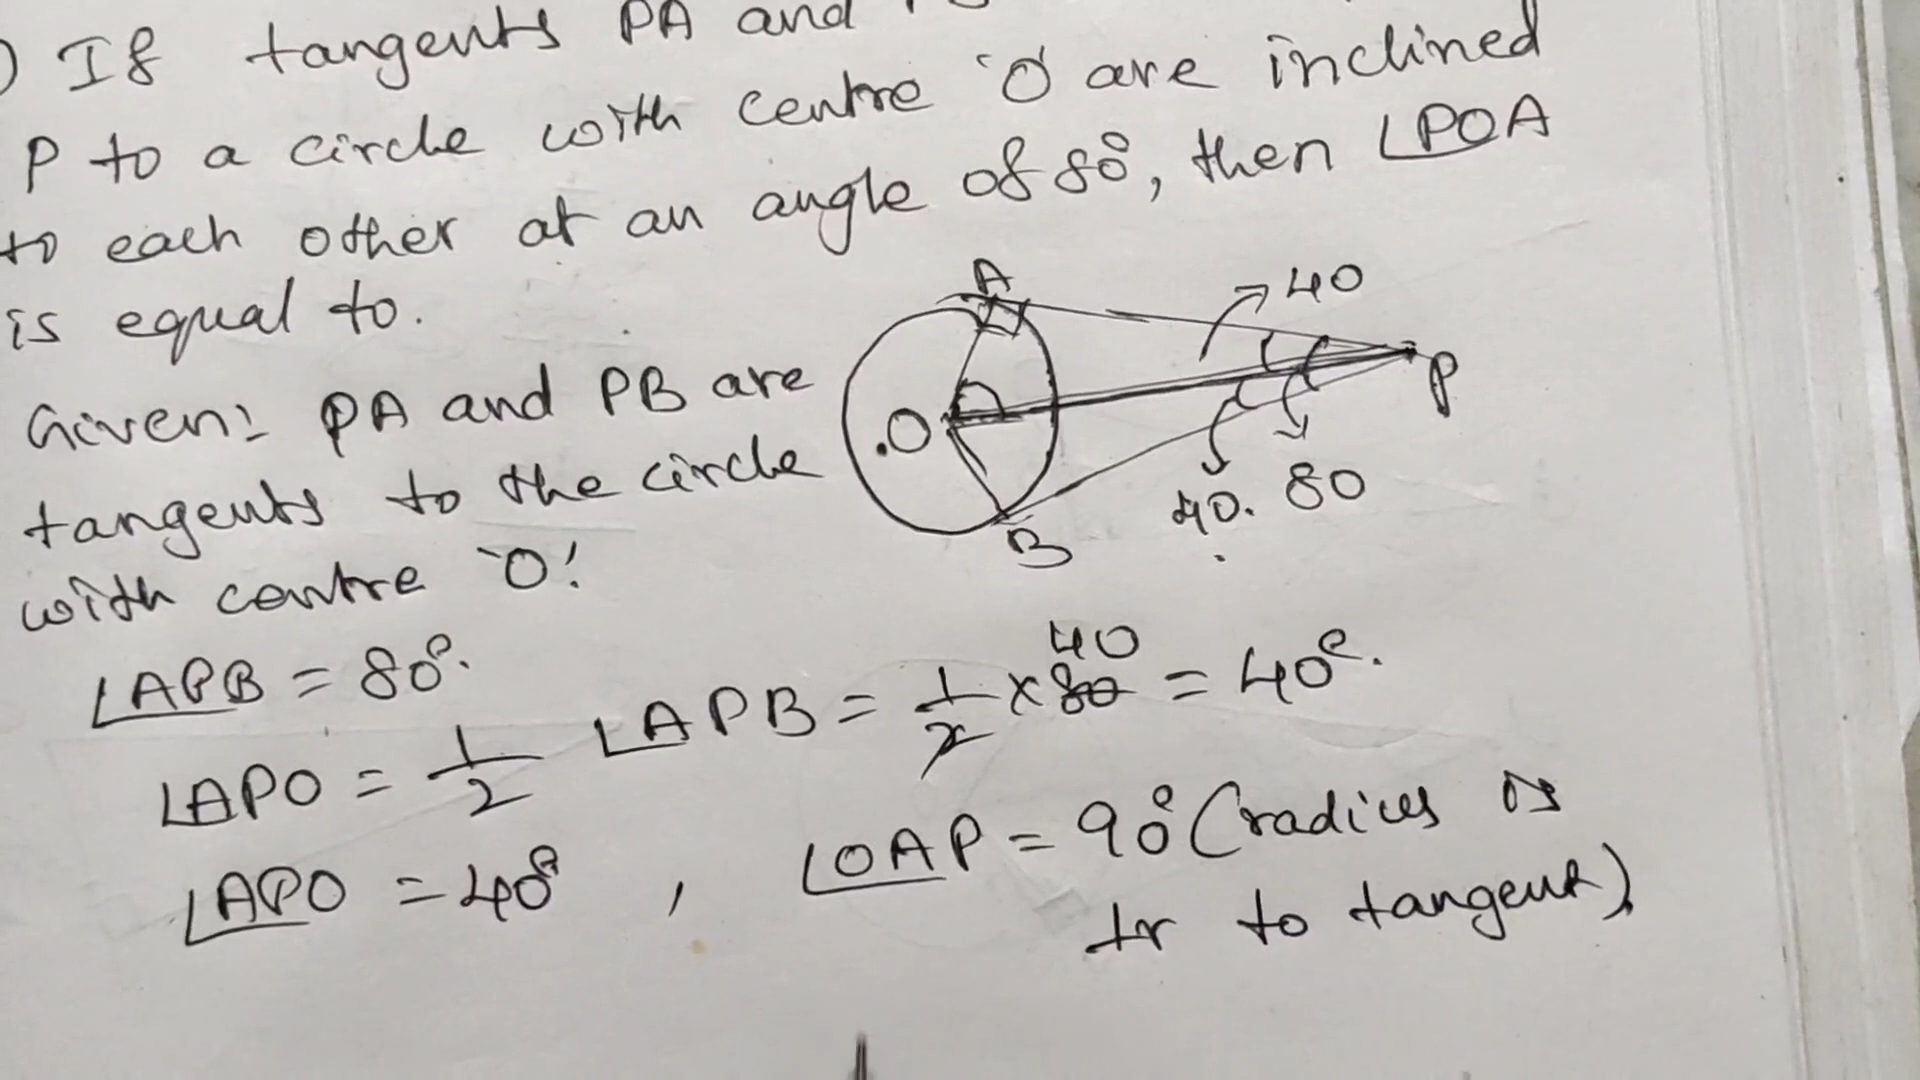 ) If tangents PA and
P to a circle with centre 'O' are inclined
to each other at an angle of 80°, then ∠POA
is equal to.
Given: PA and PB are
tangents to the circle
with centre 'O'.
A
40
P
.O
40. 80
B
∠APB = 80°.
∠APO = 1/2 ∠APB = 1/2 × 80 = 40°.
40
∠APO = 40° , ∠OAP = 90° (radius is
⊥r to tangent)